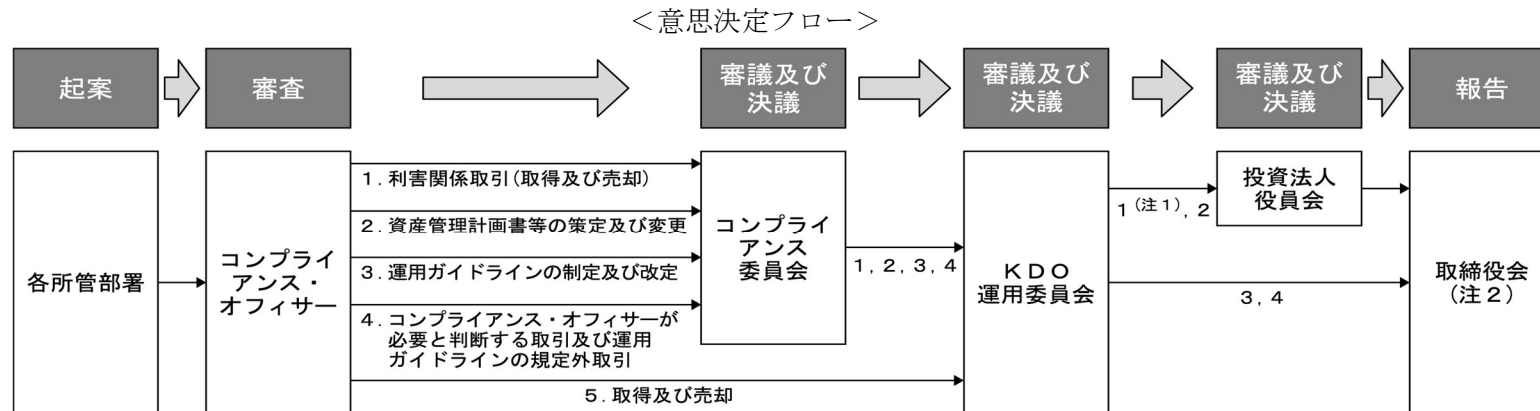 <意思決定フロー>
起案
審査
審議及び
決議
審議及び
決議
審議及び
決議
報告
各所管部署
コンプライ
アンス・
オフィサー
1. 利害関係取引(取得及び売却)
2. 資産管理計画書等の策定及び変更
3. 運用ガイドラインの制定及び改定
4. コンプライアンス・オフィサーが
必要と判断する取引及び運用
ガイドラインの規定外取引
5. 取得及び売却
コンプライ
アンス
委員会
1, 2, 3, 4
KDO
運用委員会
1(注1), 2
3, 4
投資法人
役員会
取締役会
(注2)